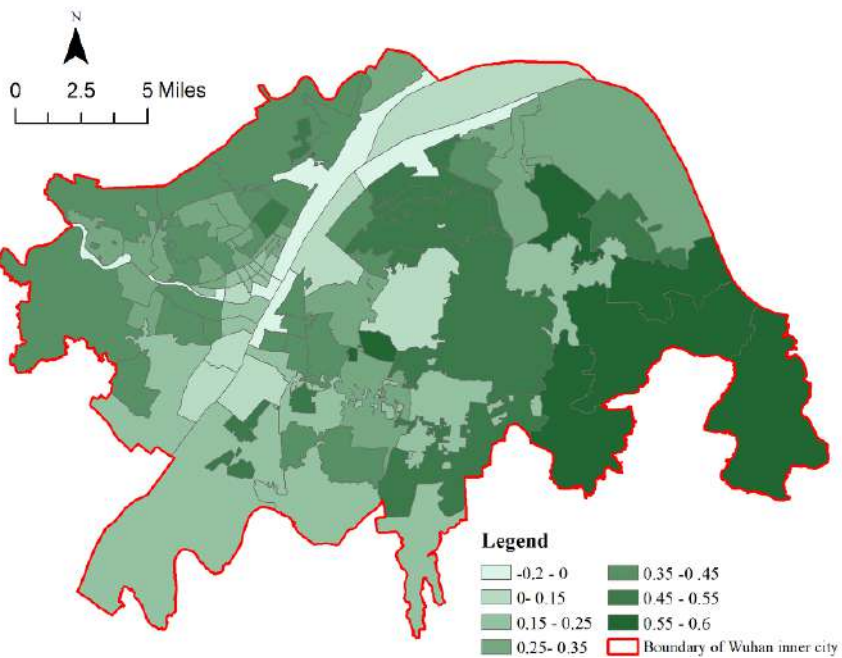 N
0 2.5 5 Miles
Legend
-0.2 - 0
0- 0.15
0.15 - 0.25
0.25- 0.35
0.35 -0.45
0.45 - 0.55
0.55 - 0.6
Boundary of Wuhan inner city